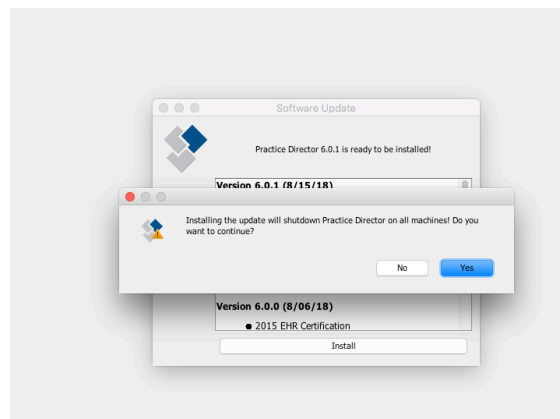 Software Update
Practice Director 6.0.1 is ready to be installed!
Version 6.0.1 (8/15/18)
Installing the update will shutdown Practice Director on all machines! Do you
want to continue?
No
Yes
Version 6.0.0 (8/06/18)
2015 EHR Certification
Install